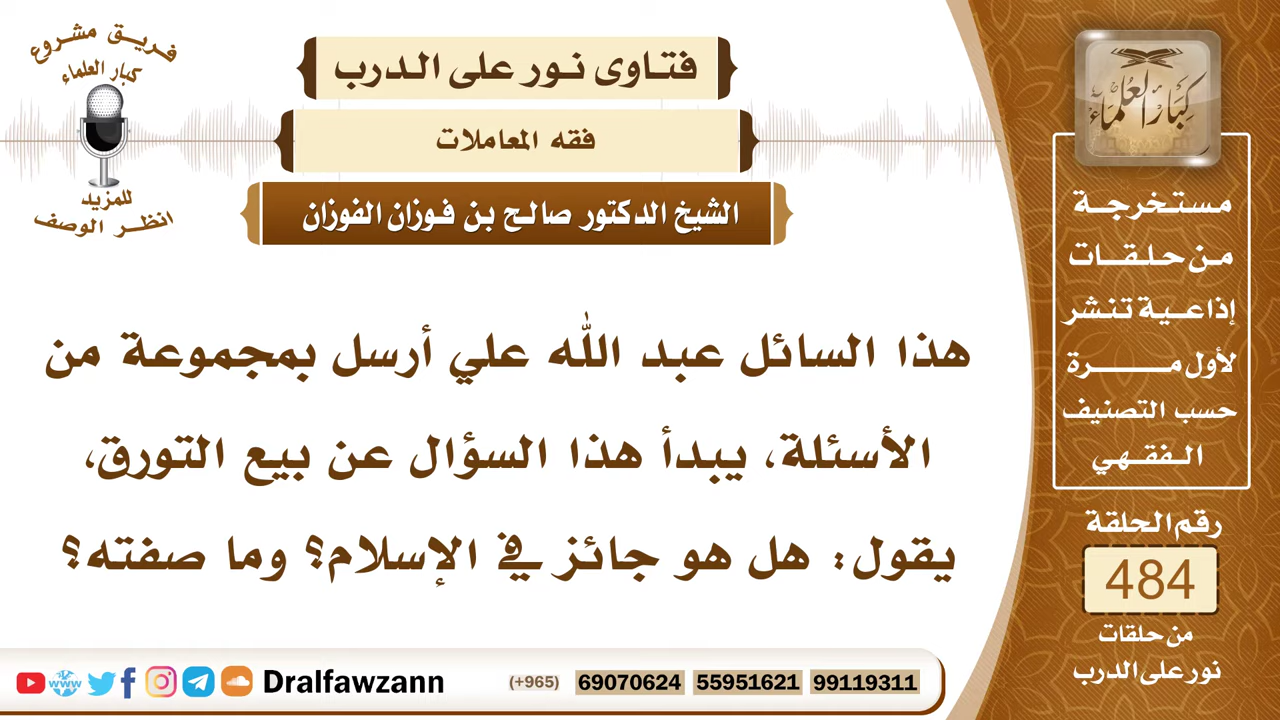 فريق مشروع
كبار العلماء
للمزيد
انظر الوصف
فتاوى نور على الدرب
فقه المعاملات
الشيخ الدكتور صالح بن فوزان الفوزان
هذا السائل عبد الله علي أرسل بمجموعة من
الأسئلة، يبدأ هذا السؤال عن بيع التورق،
يقول: هل هو جائز في الإسلام؟ وما صفته؟
كبار العلماء
مستخرجة
من حلقات
إذاعية تنشر
لأول مرة
حسب التصنيف
الفقهي
رقم الحلقة
484
من حلقات
نور على الدرب
www
Dralfawzann
(+965) 69070624 55951621 99119311